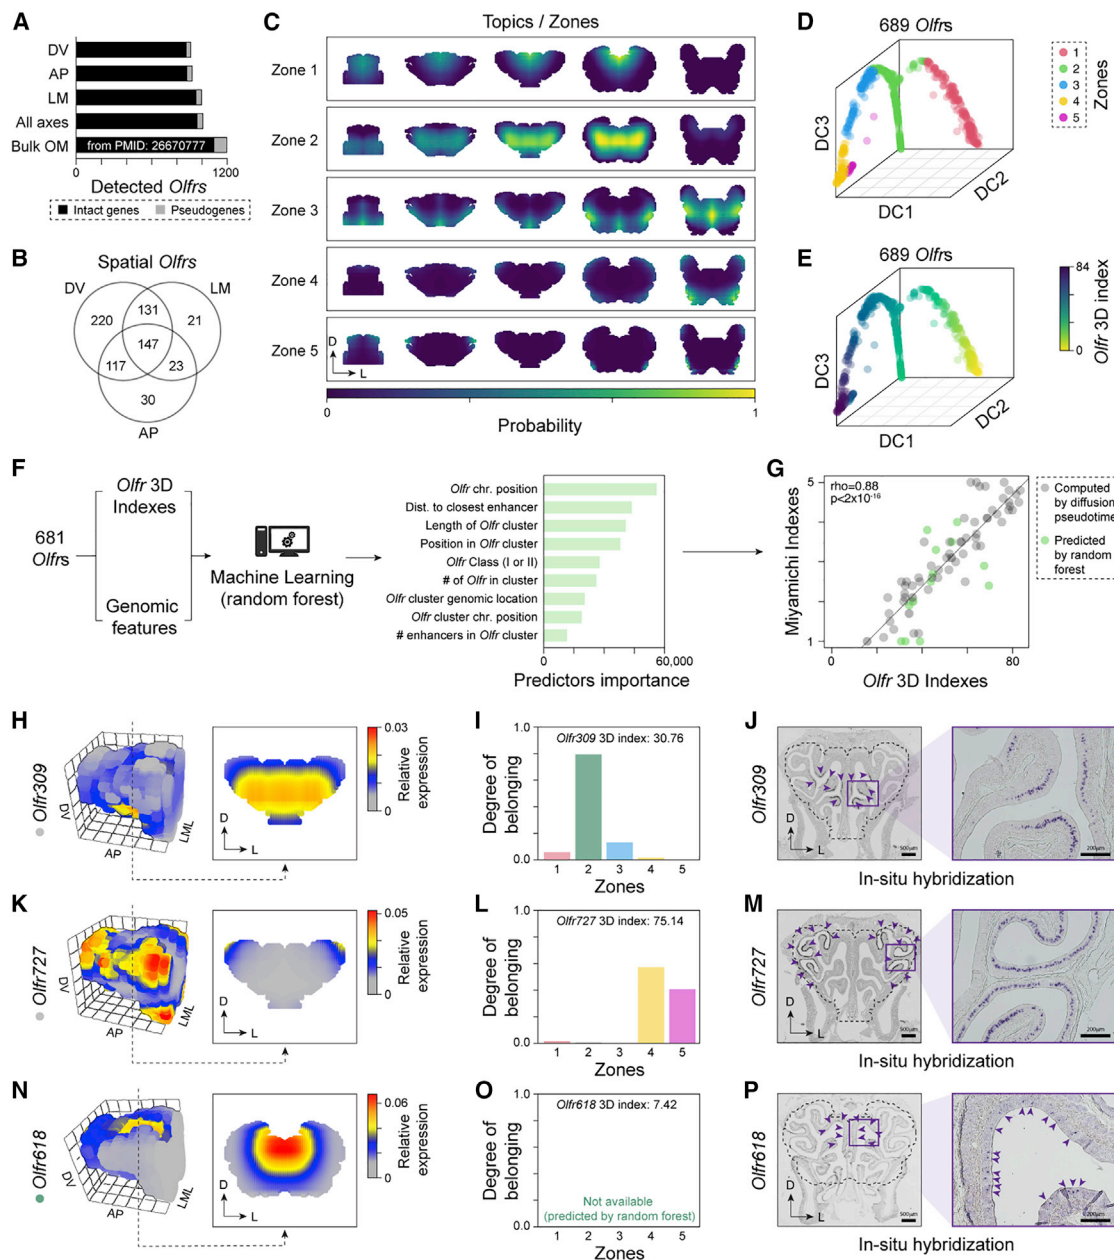 A
DV
AP
LM
All axes
Bulk OM
from PMID: 26670777
0
1200
Detected Olfrs
Intact genes
Pseudogenes
B
Spatial Olfrs
DV
LM
131
220
21
147
117
23
30
AP
C
Topics / Zones
Zone 1
Zone 2
Zone 3
Zone 4
Zone 5
D
L
0
1
Probability
D
689 Olfrs
1
2
3
4
5
Zones
DC3
DC2
DC1
E
689 Olfrs
84
0
Olfr 3D index
DC3
DC2
DC1
F
681
Olfrs
Olfr 3D
Indexes
Genomic
features
Machine Learning
(random forest)
Olfr chr. position
Dist. to closest enhancer
Length of Olfr cluster
Position in Olfr cluster
Olfr Class (I or II)
# of Olfr in cluster
Olfr cluster genomic location
Olfr cluster chr. position
# enhancers in Olfr cluster
0
60,000
Predictors importance
G
rho=0.88
p<2x10-16
5
1
Miyamichi Indexes
0
40
80
Olfr 3D Indexes
Computed
by diffusion
pseudotime
Predicted
by random
forest
H
Olfr309
DV
AP
LML
D
L
0.03
0
Relative
expression
I
Olfr309 3D index: 30.76
1.0
0.0
Degree of
belonging
1 2 3 4 5
Zones
J
Olfr309
D
L
500µm
200µm
In-situ hybridization
K
Olfr727
DV
AP
LML
D
L
0.05
0
Relative
expression
L
Olfr727 3D index: 75.14
1.0
0.0
Degree of
belonging
1 2 3 4 5
Zones
M
Olfr727
D
L
500µm
200µm
In-situ hybridization
N
Olfr618
DV
AP
LML
D
L
0.06
0
Relative
expression
O
Olfr618 3D index: 7.42
1.0
0.0
Degree of
belonging
Not available
(predicted by random forest)
1 2 3 4 5
Zones
P
Olfr618
D
L
500µm
200µm
In-situ hybridization